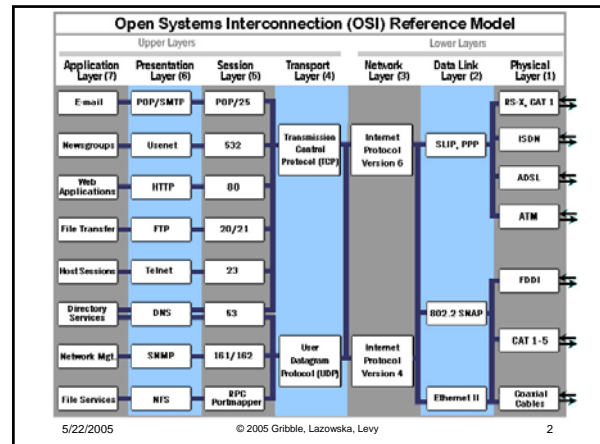 Open Systems Interconnection (OSI) Reference Model
Upper Layers Lower Layers
Application Layer (7) Presentation Layer (6) Session Layer (5) Transport Layer (4) Network Layer (3) Data Link Layer (2) Physical Layer (1)
E-mail POP/SMTP POP/25 RS-X, CAT 1
Newsgroups Usenet 532 Transmission Control Protocol (TCP) Internet Protocol Version 6 SLIP, PPP ISDN
Web Applications HTTP 80 ADSL
File Transfer FTP 20/21 ATM
Host Sessions Telnet 23 FDDI
Directory Services DNS 53 802.2 SNAP
Network Mgt. SNMP 161/162 User Datagram Protocol (UDP) Internet Protocol Version 4 CAT 1-5
File Services NFS RPC Portmapper Ethernet II Coaxial Cables
5/22/2005 © 2005 Gribble, Lazowska, Levy 2